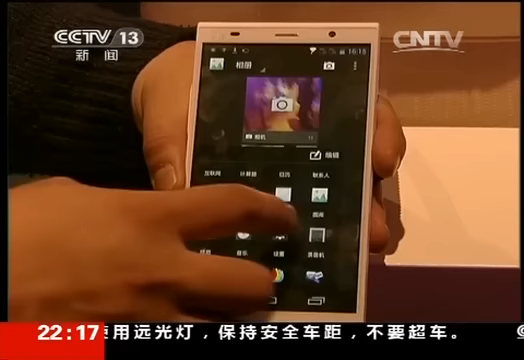 CCTV 13
新闻
CNTV
16:15
相册
相机
编辑
互联网 计算器 日历 联系人
图库
音乐 设置 录音机
22:17 使用远光灯，保持安全车距，不要超车。